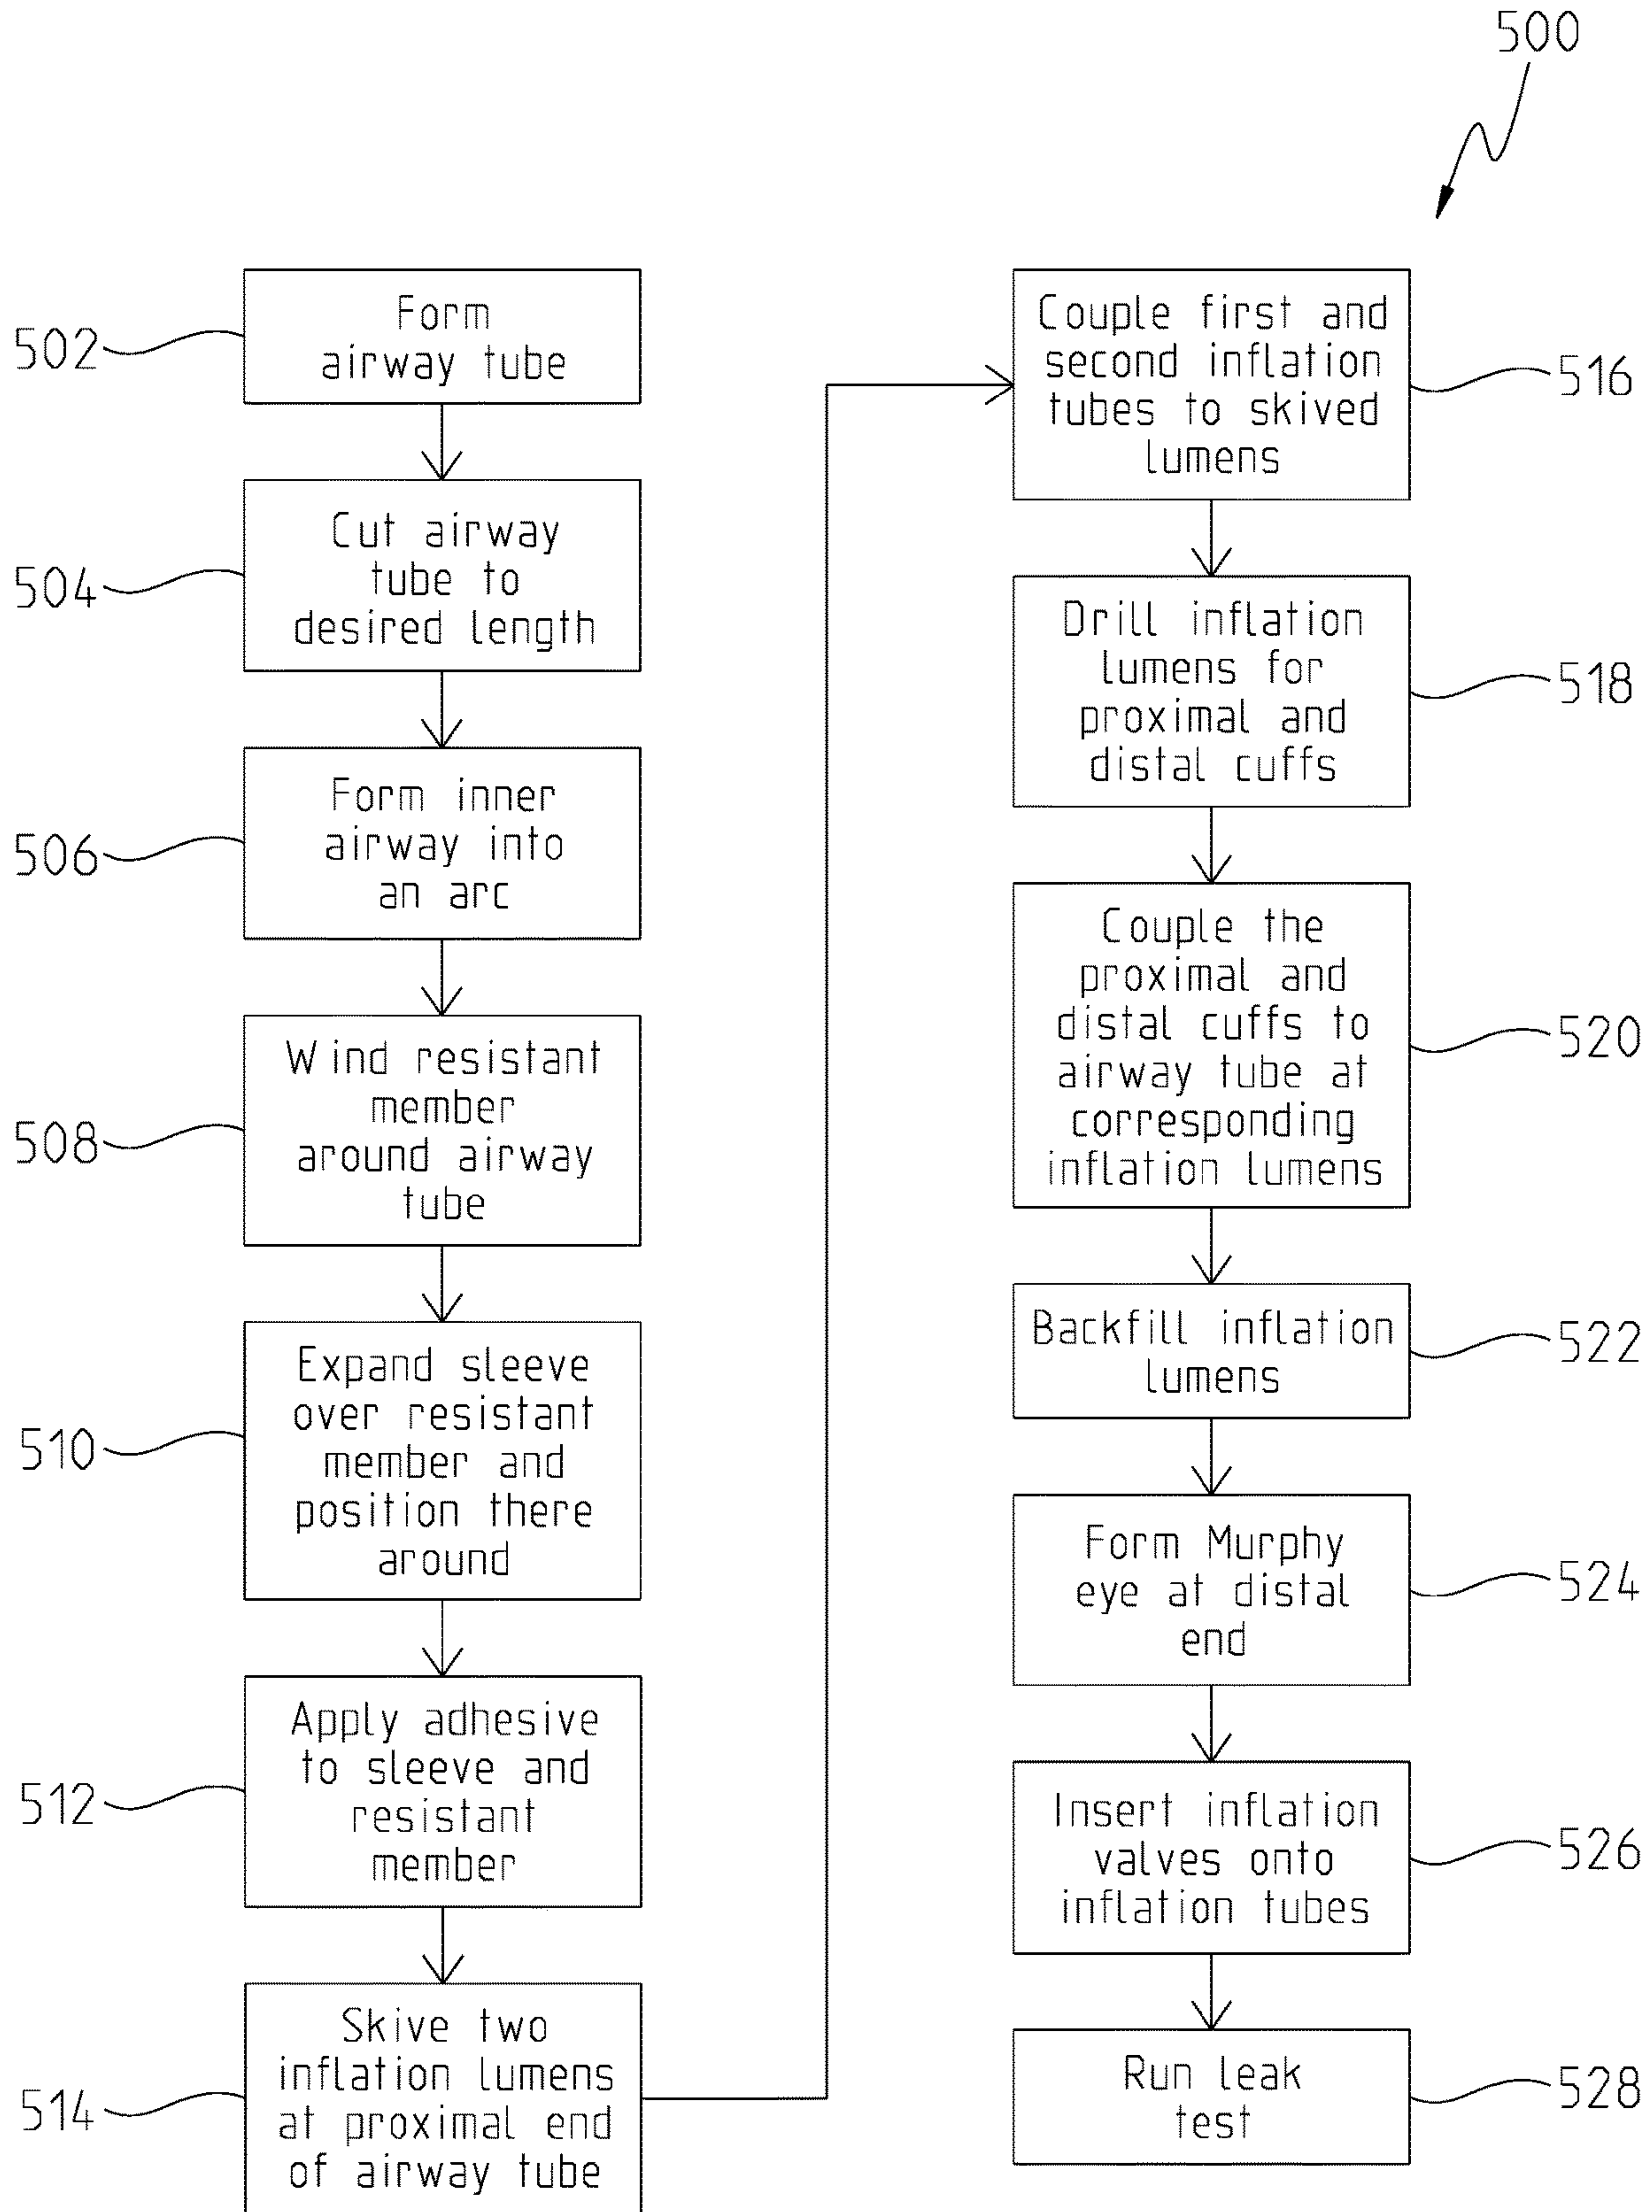 500
502
Form
airway tube
504
Cut airway
tube to
desired length
506
Form inner
airway into
an arc
508
Wind resistant
member
around airway
tube
510
Expand sleeve
over resistant
member and
position there
around
512
Apply adhesive
to sleeve and
resistant
member
514
Skive two
inflation lumens
at proximal end
of airway tube
Couple first and
second inflation
tubes to skived
lumens
516
Drill inflation
lumens for
proximal and
distal cuffs
518
Couple the
proximal and
distal cuffs to
airway tube at
corresponding
inflation lumens
520
Backfill inflation
lumens
522
Form Murphy
eye at distal
end
524
Insert inflation
valves onto
inflation tubes
526
Run leak
test
528